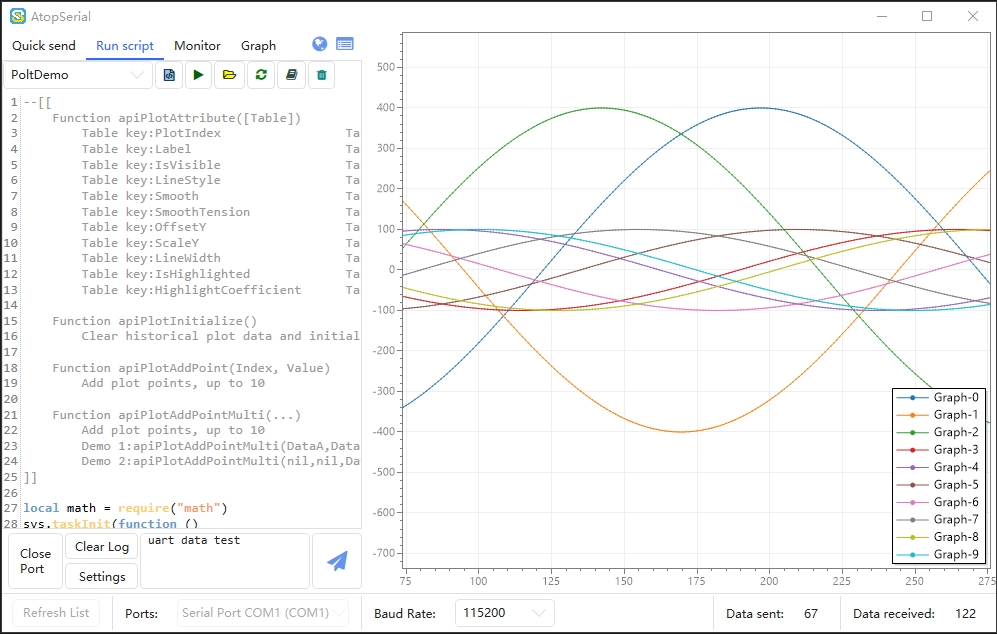 AtopSerial
Quick send Run script Monitor Graph
PoltDemo
1 --[[
2 Function apiPlotAttribute([Table])
3 Table key:PlotIndex Ta
4 Table key:Label Ta
5 Table key:IsVisible Ta
6 Table key:LineStyle Ta
7 Table key:Smooth Ta
8 Table key:SmoothTension Ta
9 Table key:OffsetY Ta
10 Table key:ScaleY Ta
11 Table key:LineWidth Ta
12 Table key:IsHighlighted Ta
13 Table key:HighlightCoefficient Ta
14
15 Function apiPlotInitialize()
16 Clear historical plot data and initial
17
18 Function apiPlotAddPoint(Index, Value)
19 Add plot points, up to 10
20
21 Function apiPlotAddPointMulti(...)
22 Add plot points, up to 10
23 Demo 1:apiPlotAddPointMulti(DataA,Data
24 Demo 2:apiPlotAddPointMulti(nil,nil,Da
25 ]]
26
27 local math = require("math")
28 sys.taskInit(function ()
Close Port
Clear Log
Settings
uart data test
500
400
300
200
100
0
-100
-200
-300
-400
-500
-600
-700
75 100 125 150 175 200 225 250 275
Graph-0
Graph-1
Graph-2
Graph-3
Graph-4
Graph-5
Graph-6
Graph-7
Graph-8
Graph-9
Refresh List Ports: Serial Port COM1 (COM1) Baud Rate: 115200 Data sent: 67 Data received: 122